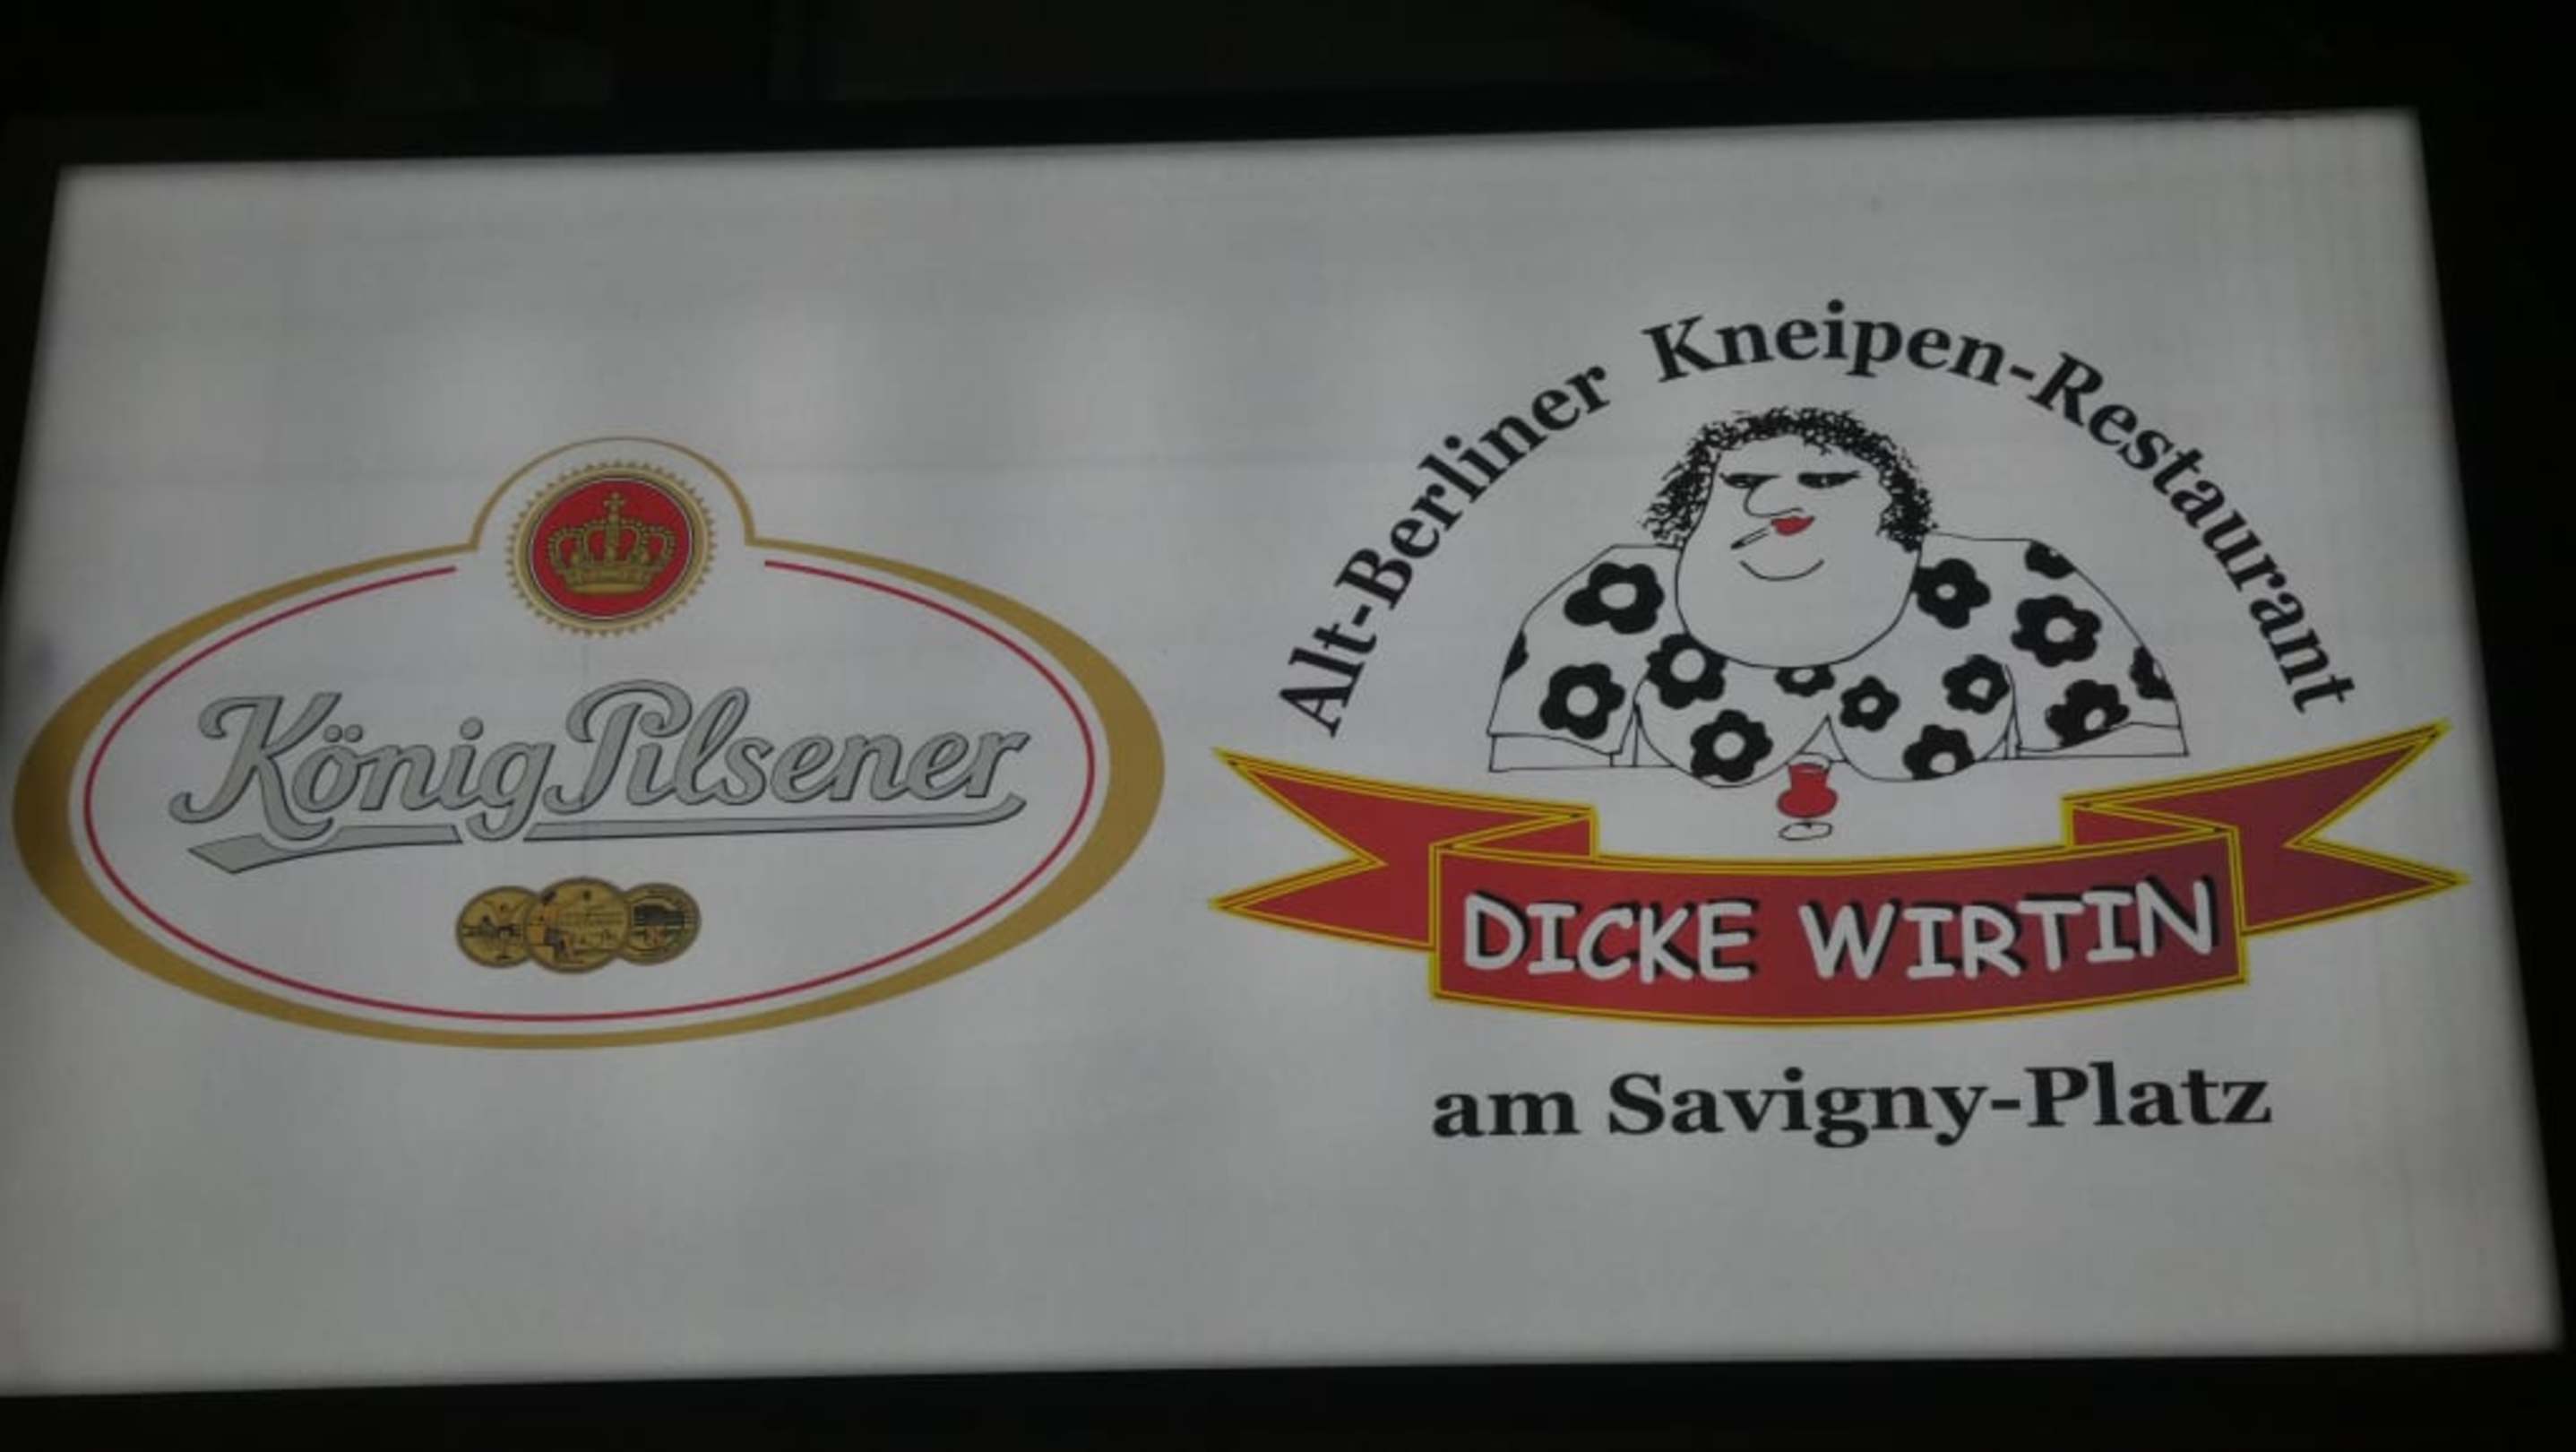 König Pilsener
Alt-Berliner Kneipen-Restaurant
DICKE WIRTIN
am Savigny-Platz